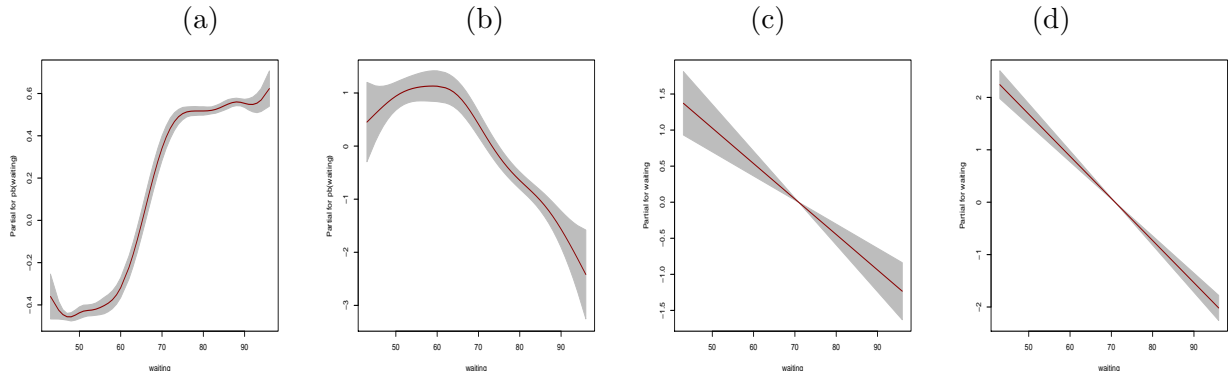 (a) (b) (c) (d)
Partial for pb(waiting)
0.6
0.4
0.2
0.0
−0.2
−0.4
50 60 70 80 90
waiting
Partial for pb(waiting)
1
0
−1
−2
−3
50 60 70 80 90
waiting
Partial for waiting
1.5
1.0
0.5
0.0
−0.5
−1.0
−1.5
50 60 70 80 90
waiting
Partial for waiting
2
1
0
−1
−2
50 60 70 80 90
waiting